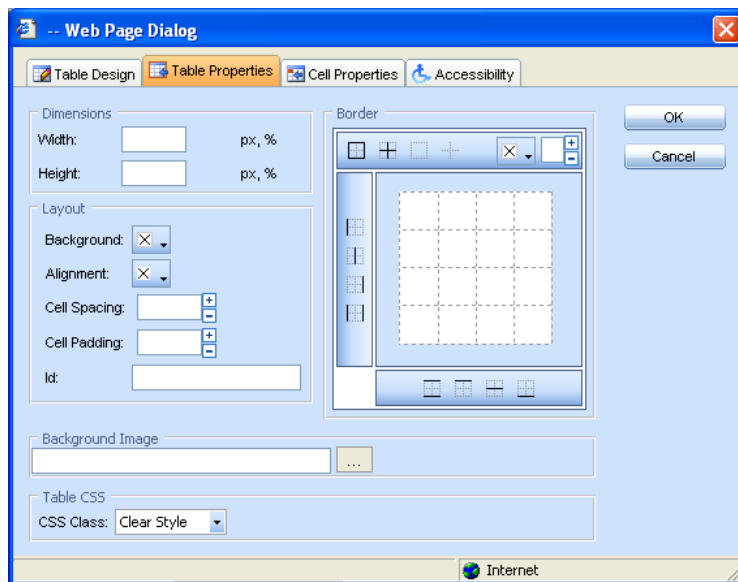 -- Web Page Dialog
Table Design
Table Properties
Cell Properties
Accessibility
Dimensions
Width:
px, %
Height:
px, %
Layout
Background:
Alignment:
Cell Spacing:
Cell Padding:
Id:
Border
OK
Cancel
Background Image
...
Table CSS
CSS Class:
Clear Style
Internet